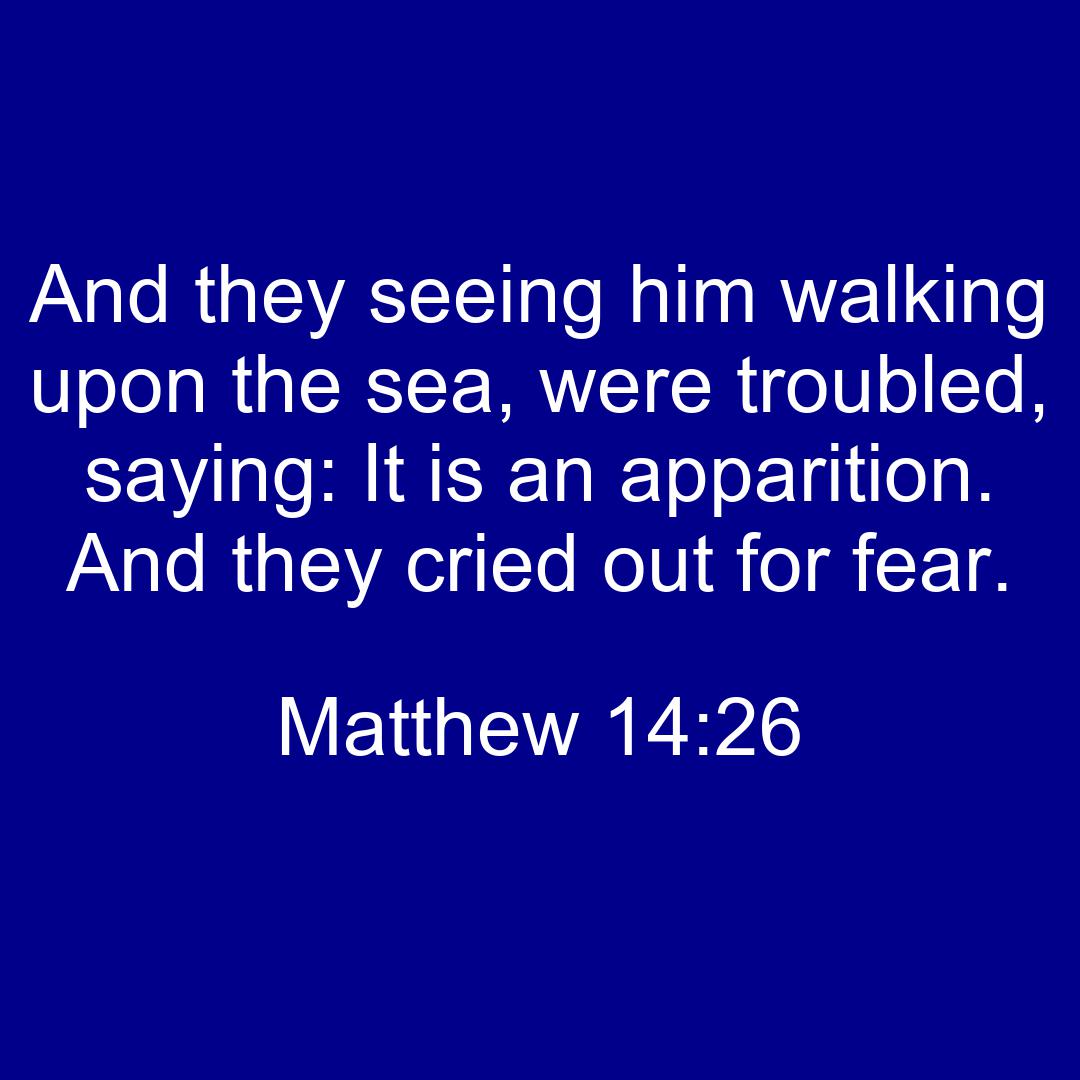 And they seeing him walking
upon the sea, were troubled,
saying: It is an apparition.
And they cried out for fear.
Matthew 14:26